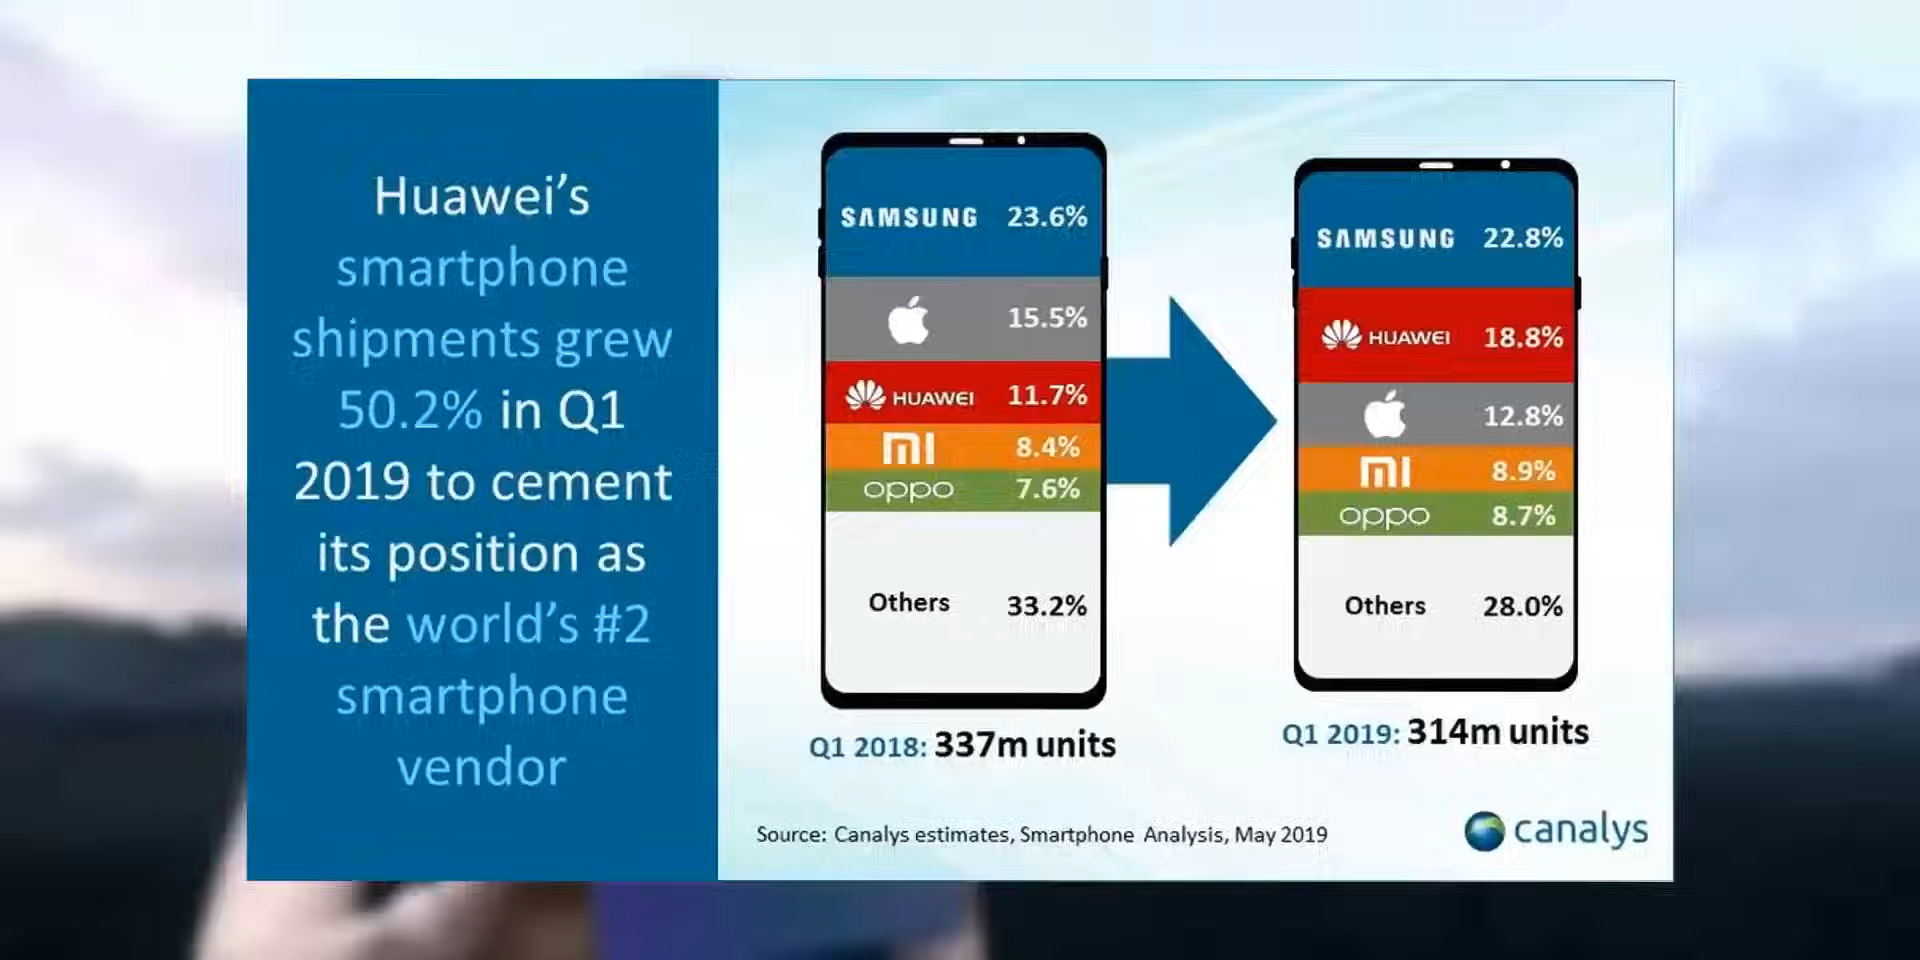 Huawei’s
smartphone
shipments grew
50.2% in Q1
2019 to cement
its position as
the world’s #2
smartphone
vendor
SAMSUNG 23.6%
15.5%
HUAWEI 11.7%
MI 8.4%
oppo 7.6%
Others 33.2%
Q1 2018: 337m units
SAMSUNG 22.8%
HUAWEI 18.8%
12.8%
MI 8.9%
oppo 8.7%
Others 28.0%
Q1 2019: 314m units
Source: Canalys estimates, Smartphone Analysis, May 2019
canalys